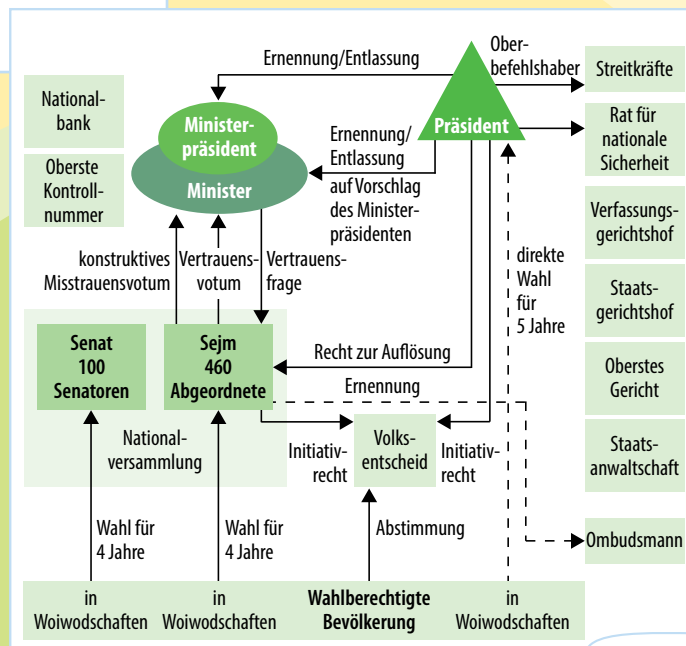 Ernennung/Entlassung
Ober-
befehlshaber
Streitkräfte
National-
bank
Minister-
präsident
Präsident
Rat für
nationale
Sicherheit
Oberste
Kontroll-
nummer
Minister
Ernennung/
Entlassung
auf Vorschlag
des Minister-
präsidenten
Verfassungs-
gerichtshof
konstruktives
Misstrauensvotum
Vertrauens-
votum
Vertrauens-
frage
direkte
Wahl
für
5 Jahre
Staats-
gerichtshof
Senat
100
Senatoren
Sejm
460
Abgeordnete
Recht zur Auflösung
Ernennung
Oberstes
Gericht
National-
versammlung
Initiativ-
recht
Volks-
entscheid
Initiativ-
recht
Staats-
anwaltschaft
Wahl für
4 Jahre
Wahl für
4 Jahre
Abstimmung
Ombudsmann
in
Woiwodschaften
in
Woiwodschaften
Wahlberechtigte
Bevölkerung
in
Woiwodschaften